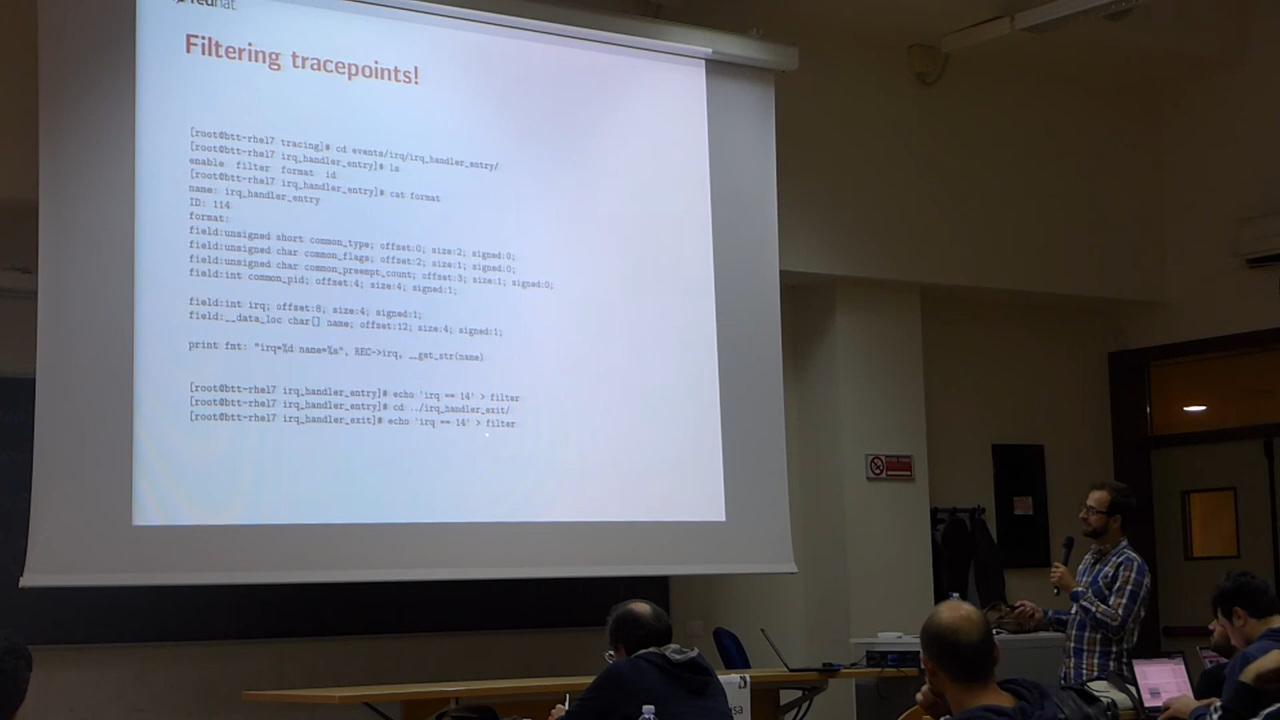 redhat
Filtering tracepoints!
[root@btt-rhel7 tracing]# cd events/irq/irq_handler_entry/
[root@btt-rhel7 irq_handler_entry]# ls
enable filter format id
[root@btt-rhel7 irq_handler_entry]# cat format
name: irq_handler_entry
ID: 114
format:
field:unsigned short common_type; offset:0; size:2; signed:0;
field:unsigned char common_flags; offset:2; size:1; signed:0;
field:unsigned char common_preempt_count; offset:3; size:1; signed:0;
field:int common_pid; offset:4; size:4; signed:1;
field:int irq; offset:8; size:4; signed:1;
field:__data_loc char[] name; offset:12; size:4; signed:1;
print fmt: "irq=%d name=%s", REC->irq, __get_str(name)
[root@btt-rhel7 irq_handler_entry]# echo 'irq == 14' > filter
[root@btt-rhel7 irq_handler_entry]# cd ../irq_handler_exit/
[root@btt-rhel7 irq_handler_exit]# echo 'irq == 14' > filter